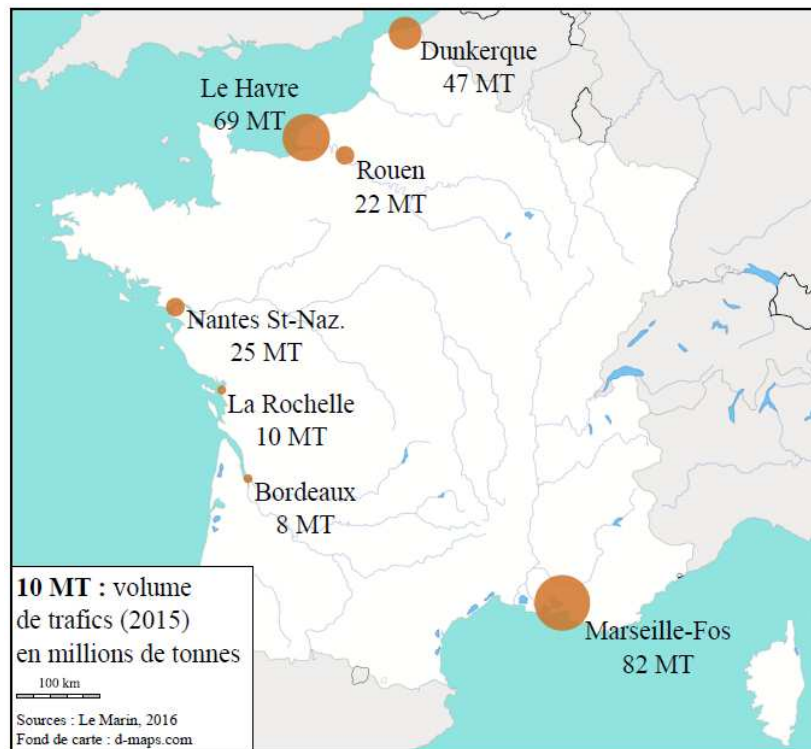 Dunkerque
47 MT
Le Havre
69 MT
Rouen
22 MT
Nantes St-Naz.
25 MT
La Rochelle
10 MT
Bordeaux
8 MT
Marseille-Fos
82 MT
10 MT : volume
de trafics (2015)
en millions de tonnes
100 km
Sources : Le Marin, 2016
Fond de carte : d-maps.com